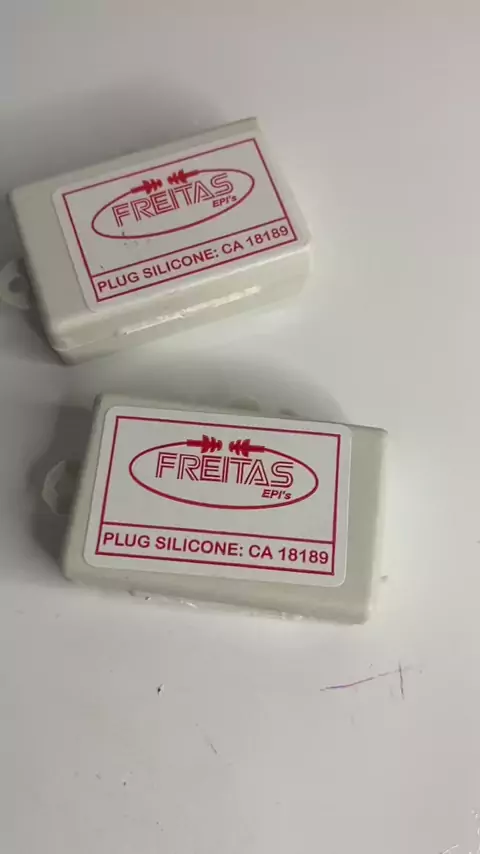 FREITAS
EPI's
PLUG SILICONE: CA 18189
FREITAS
EPI's
PLUG SILICONE: CA 18189